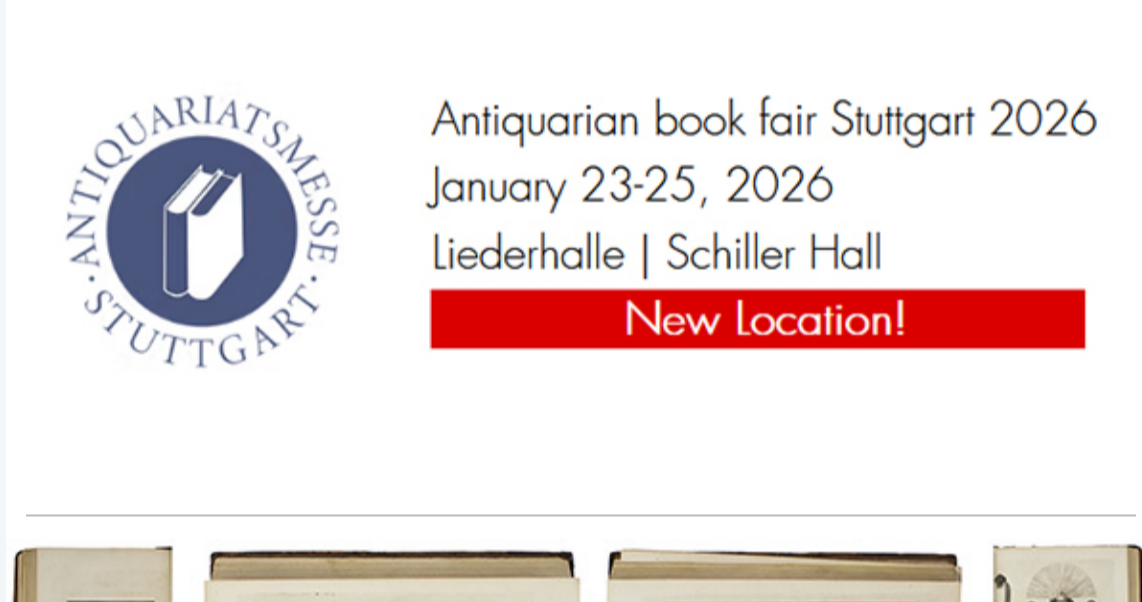 ANTIQUARIATSMESSE
· STUTTGART ·
Antiquarian book fair Stuttgart 2026
January 23-25, 2026
Liederhalle | Schiller Hall
New Location!